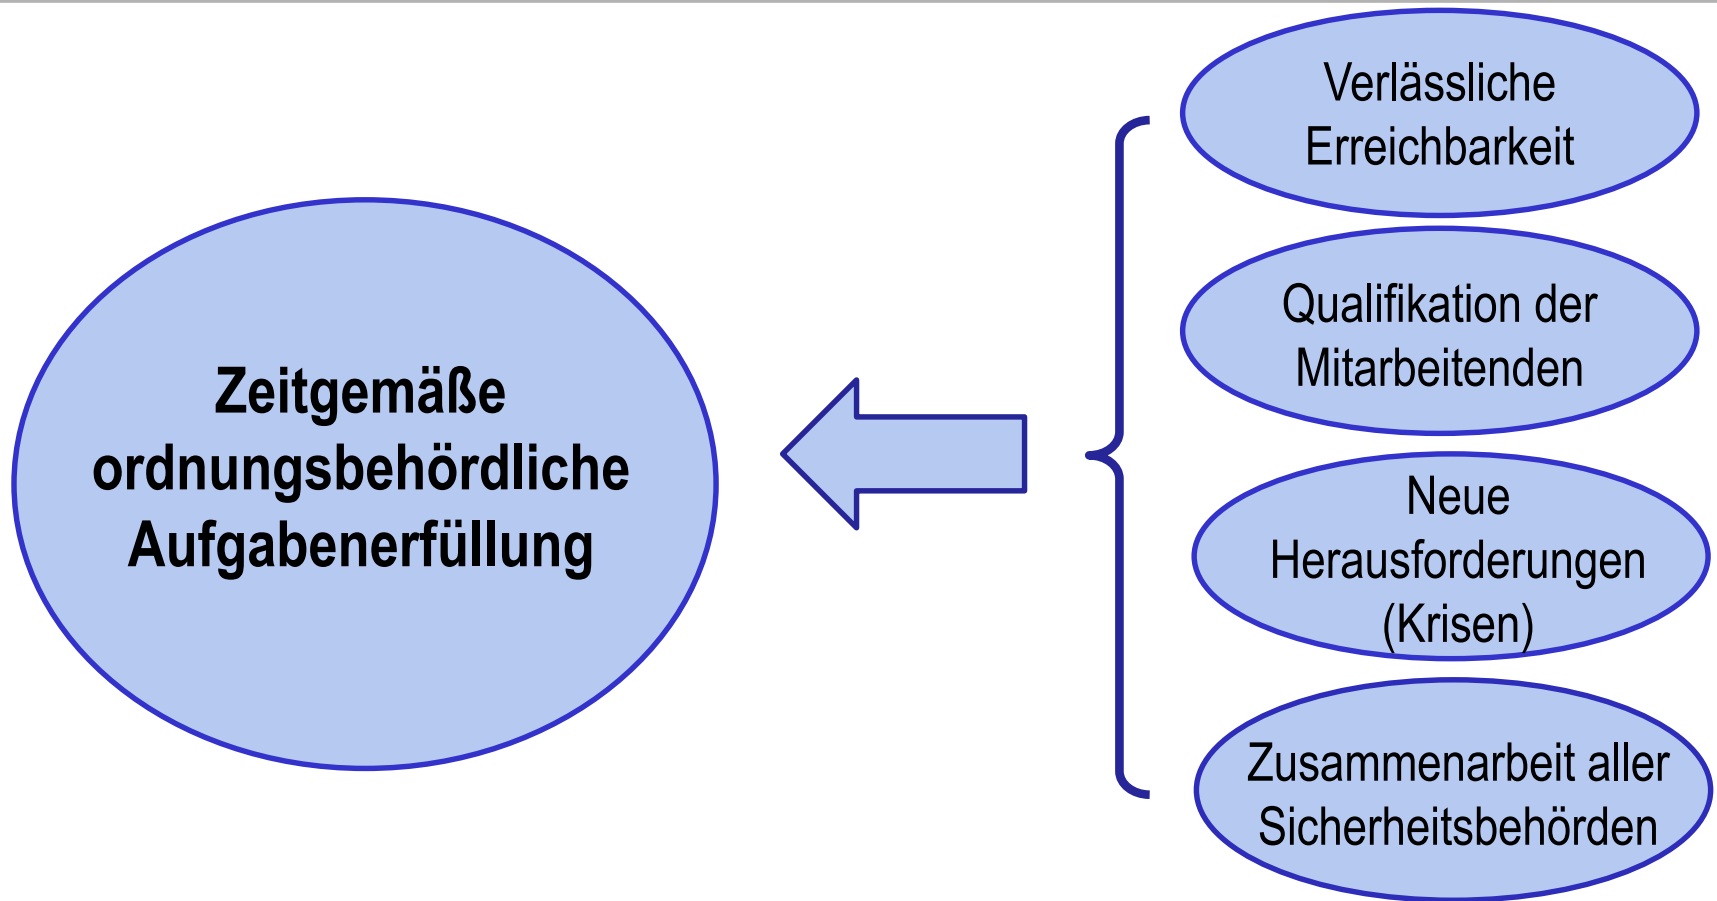 Zeitgemäße
ordnungsbehördliche
Aufgabenerfüllung
Verlässliche
Erreichbarkeit
Qualifikation der
Mitarbeitenden
Neue
Herausforderungen
(Krisen)
Zusammenarbeit aller
Sicherheitsbehörden